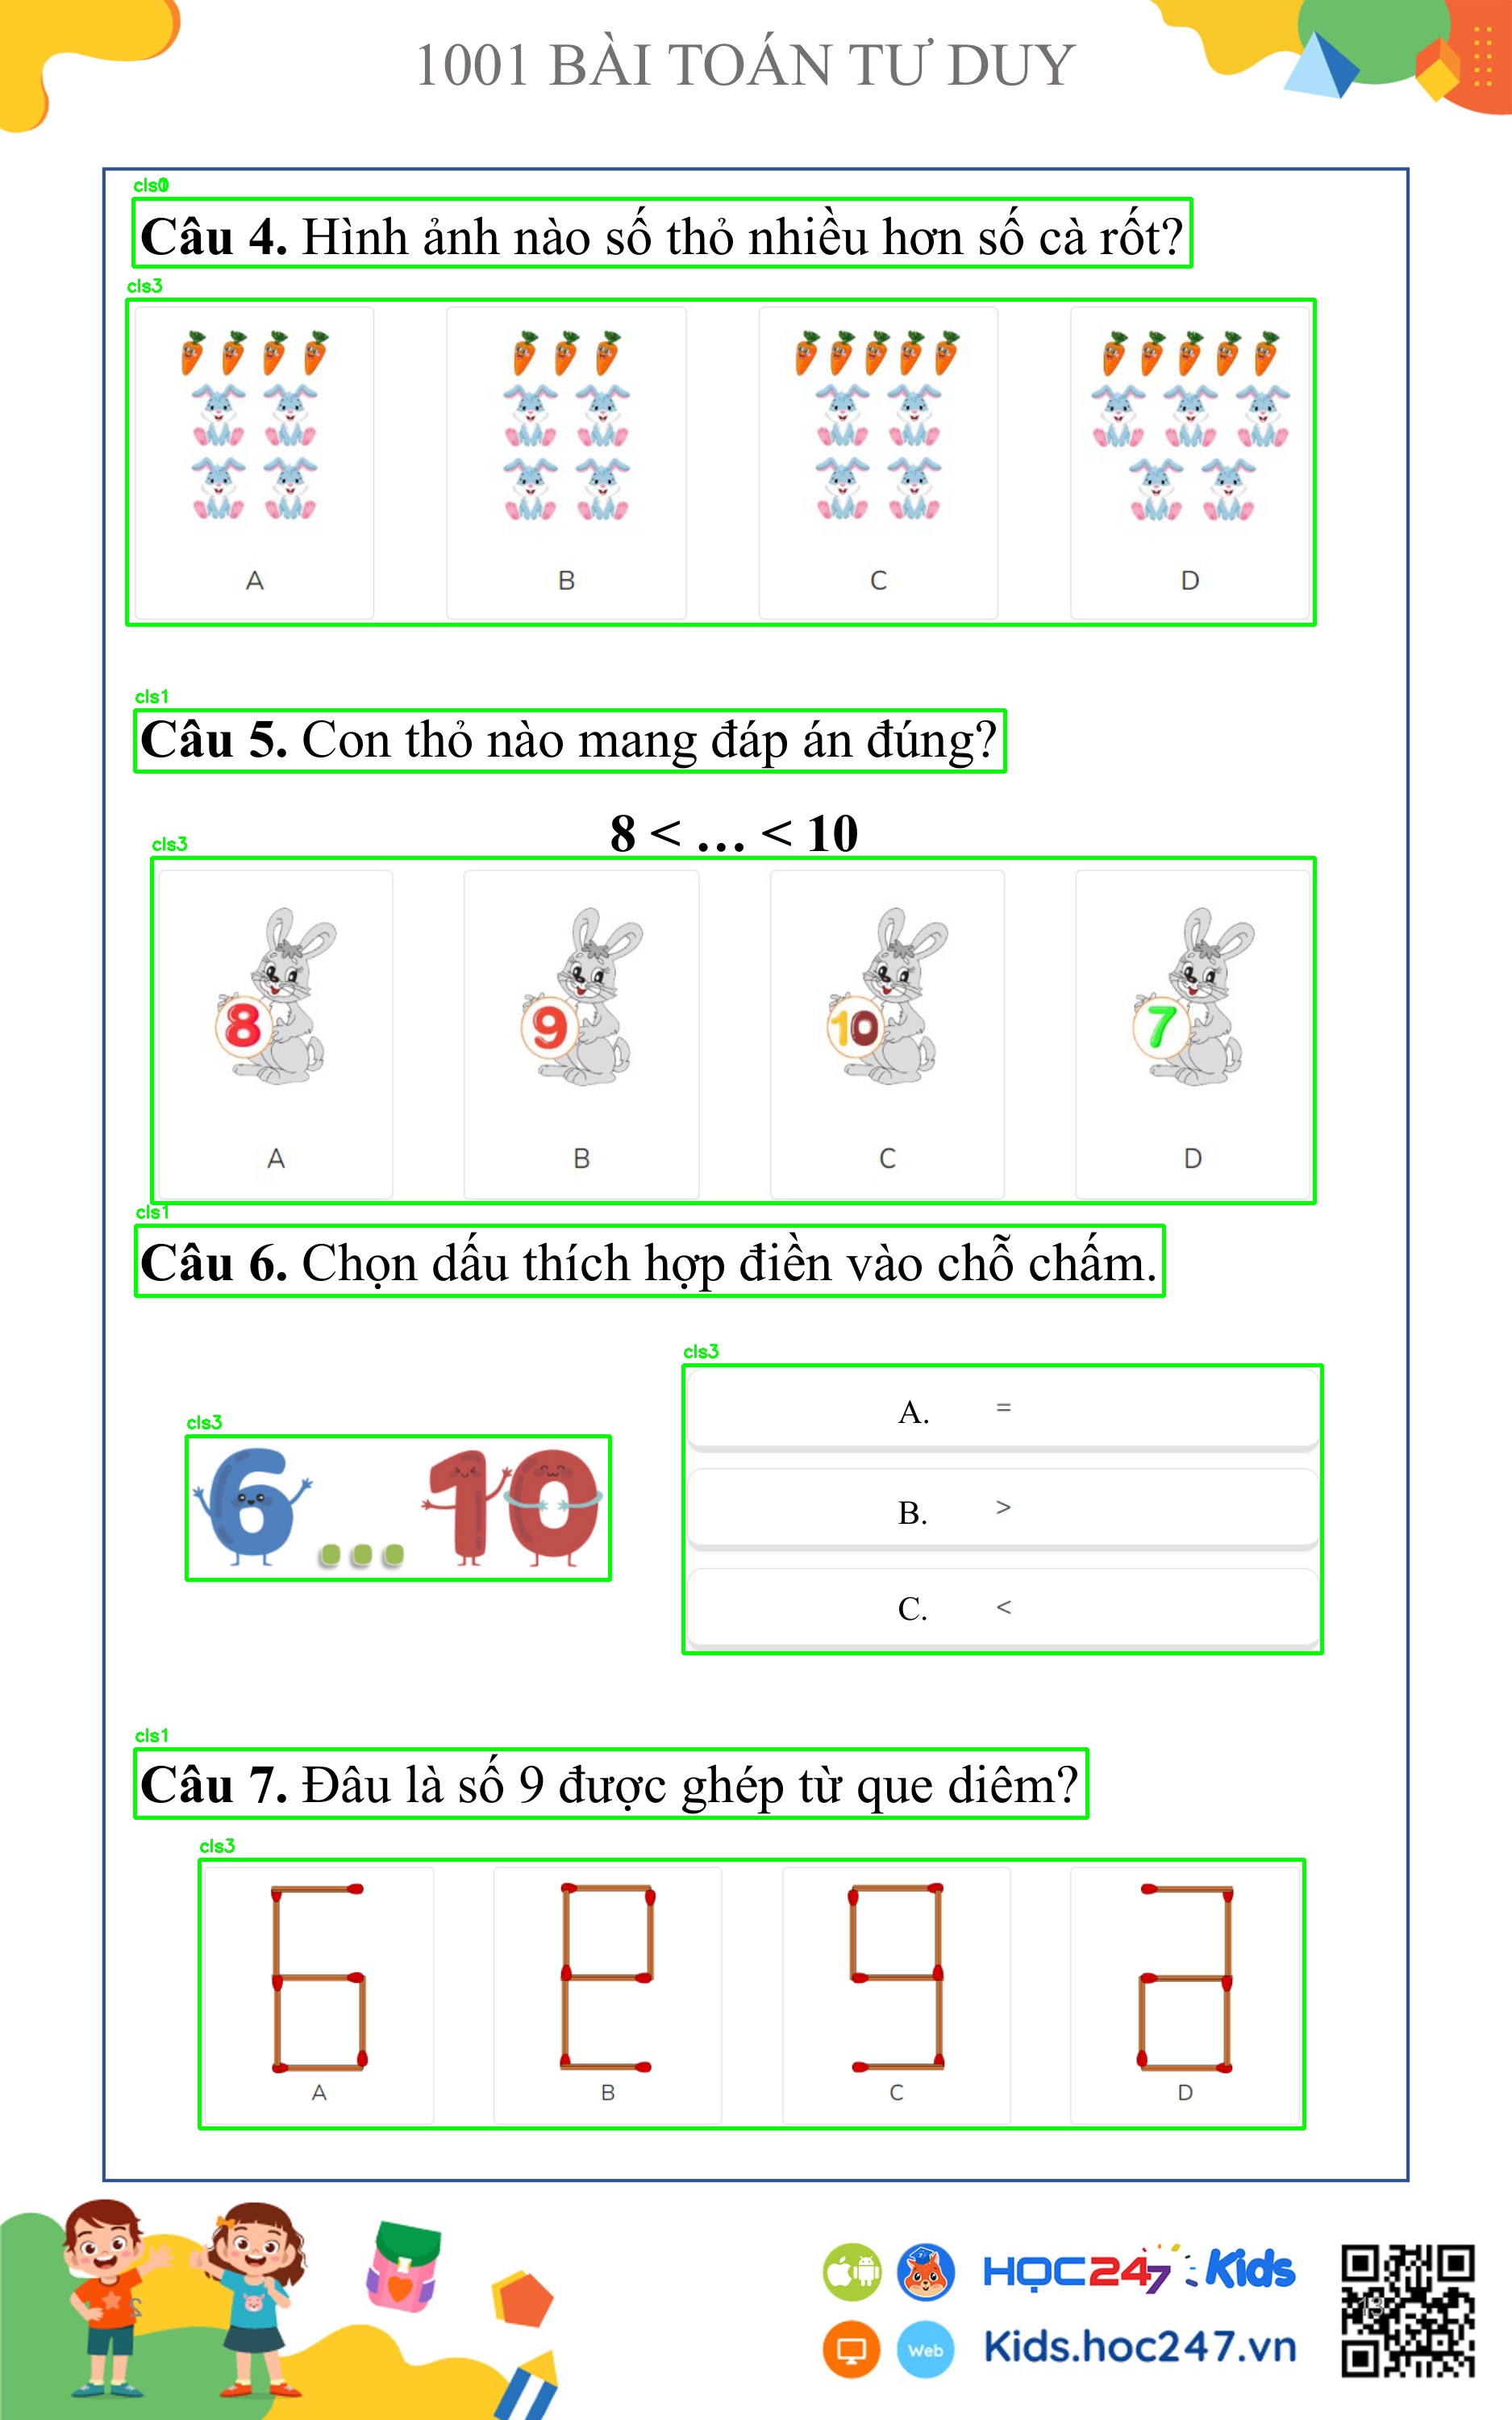 1001 BÀI TOÁN TƯ DUY
cls0
Câu 4. Hình ảnh nào số thỏ nhiều hơn số cà rốt?
cls3
A B C D
cls1
Câu 5. Con thỏ nào mang đáp án đúng?
8 < ... < 10
cls3
8 9 10 7
A B C D
cls1
Câu 6. Chọn dấu thích hợp điền vào chỗ chấm.
cls3
A. =
cls3
6 ... 10
B. >
C. <
cls1
Câu 7. Đâu là số 9 được ghép từ que diêm?
cls3
A B C D
HỌC247 Kids
Web Kids.hoc247.vn
13
2